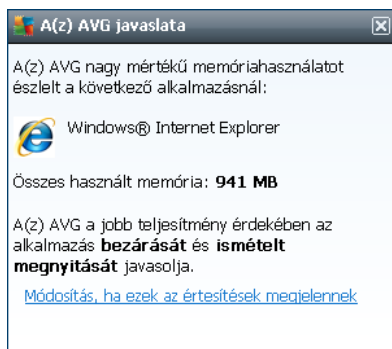 A(z) AVG javaslata
A(z) AVG nagy mértékű memóriahasználatot
észlelt a következő alkalmazásnál:
Windows® Internet Explorer
Összes használt memória: 941 MB
A(z) AVG a jobb teljesítmény érdekében az
alkalmazás bezárását és ismételt
megnyitását javasolja.
Módosítás, ha ezek az értesítések megjelennek